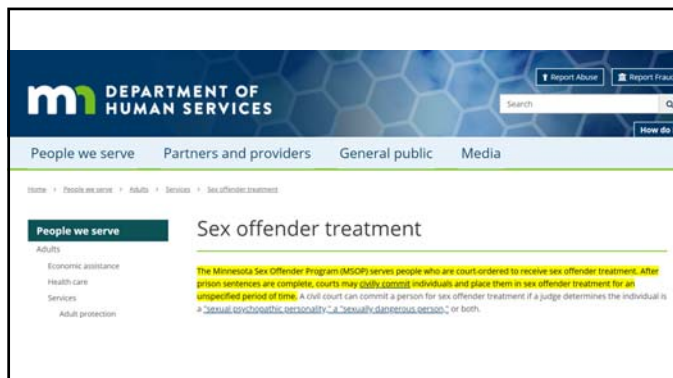 Report Abuse
Report Fraud
mn DEPARTMENT OF
HUMAN SERVICES
Search
How do
People we serve
Partners and providers
General public
Media
Home > People we serve > Adults > Services > Sex offender treatment
People we serve
Adults
Economic assistance
Health care
Services
Adult protection
Sex offender treatment
The Minnesota Sex Offender Program (MSOP) serves people who are court-ordered to receive sex offender treatment. After
prison sentences are complete, courts may civilly commit individuals and place them in sex offender treatment for an
unspecified period of time. A civil court can commit a person for sex offender treatment if a judge determines the individual is
a "sexual psychopathic personality," a "sexually dangerous person," or both.